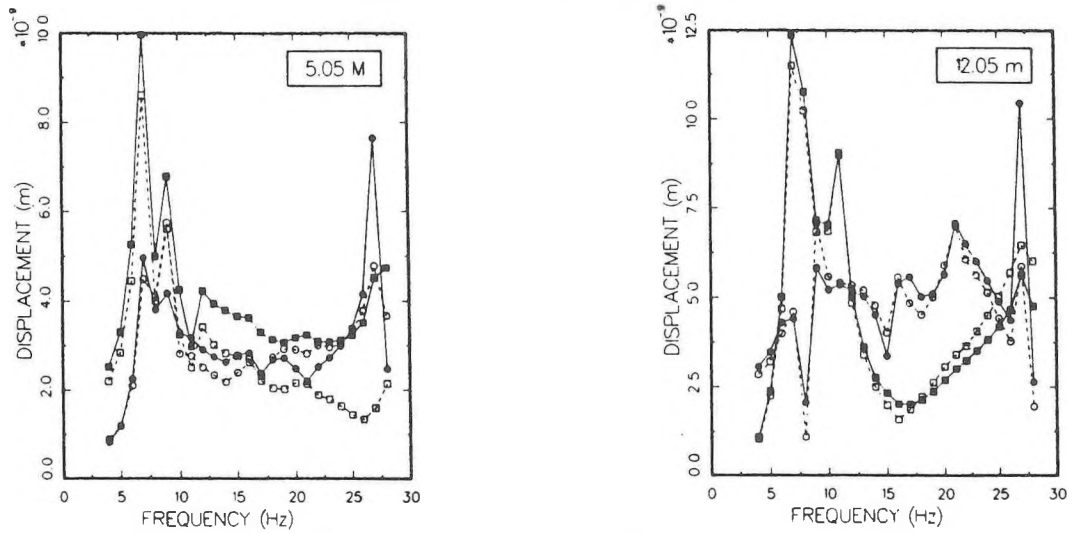 *10⁻⁹
10.0
8.0
6.0
4.0
2.0
0.0
DISPLACEMENT (m)
5.05 M
0 5 10 15 20 25 30
FREQUENCY (Hz)
*10⁻⁹
12.5
10.0
7.5
5.0
2.5
0.0
DISPLACEMENT (m)
12.05 m
0 5 10 15 20 25 30
FREQUENCY (Hz)